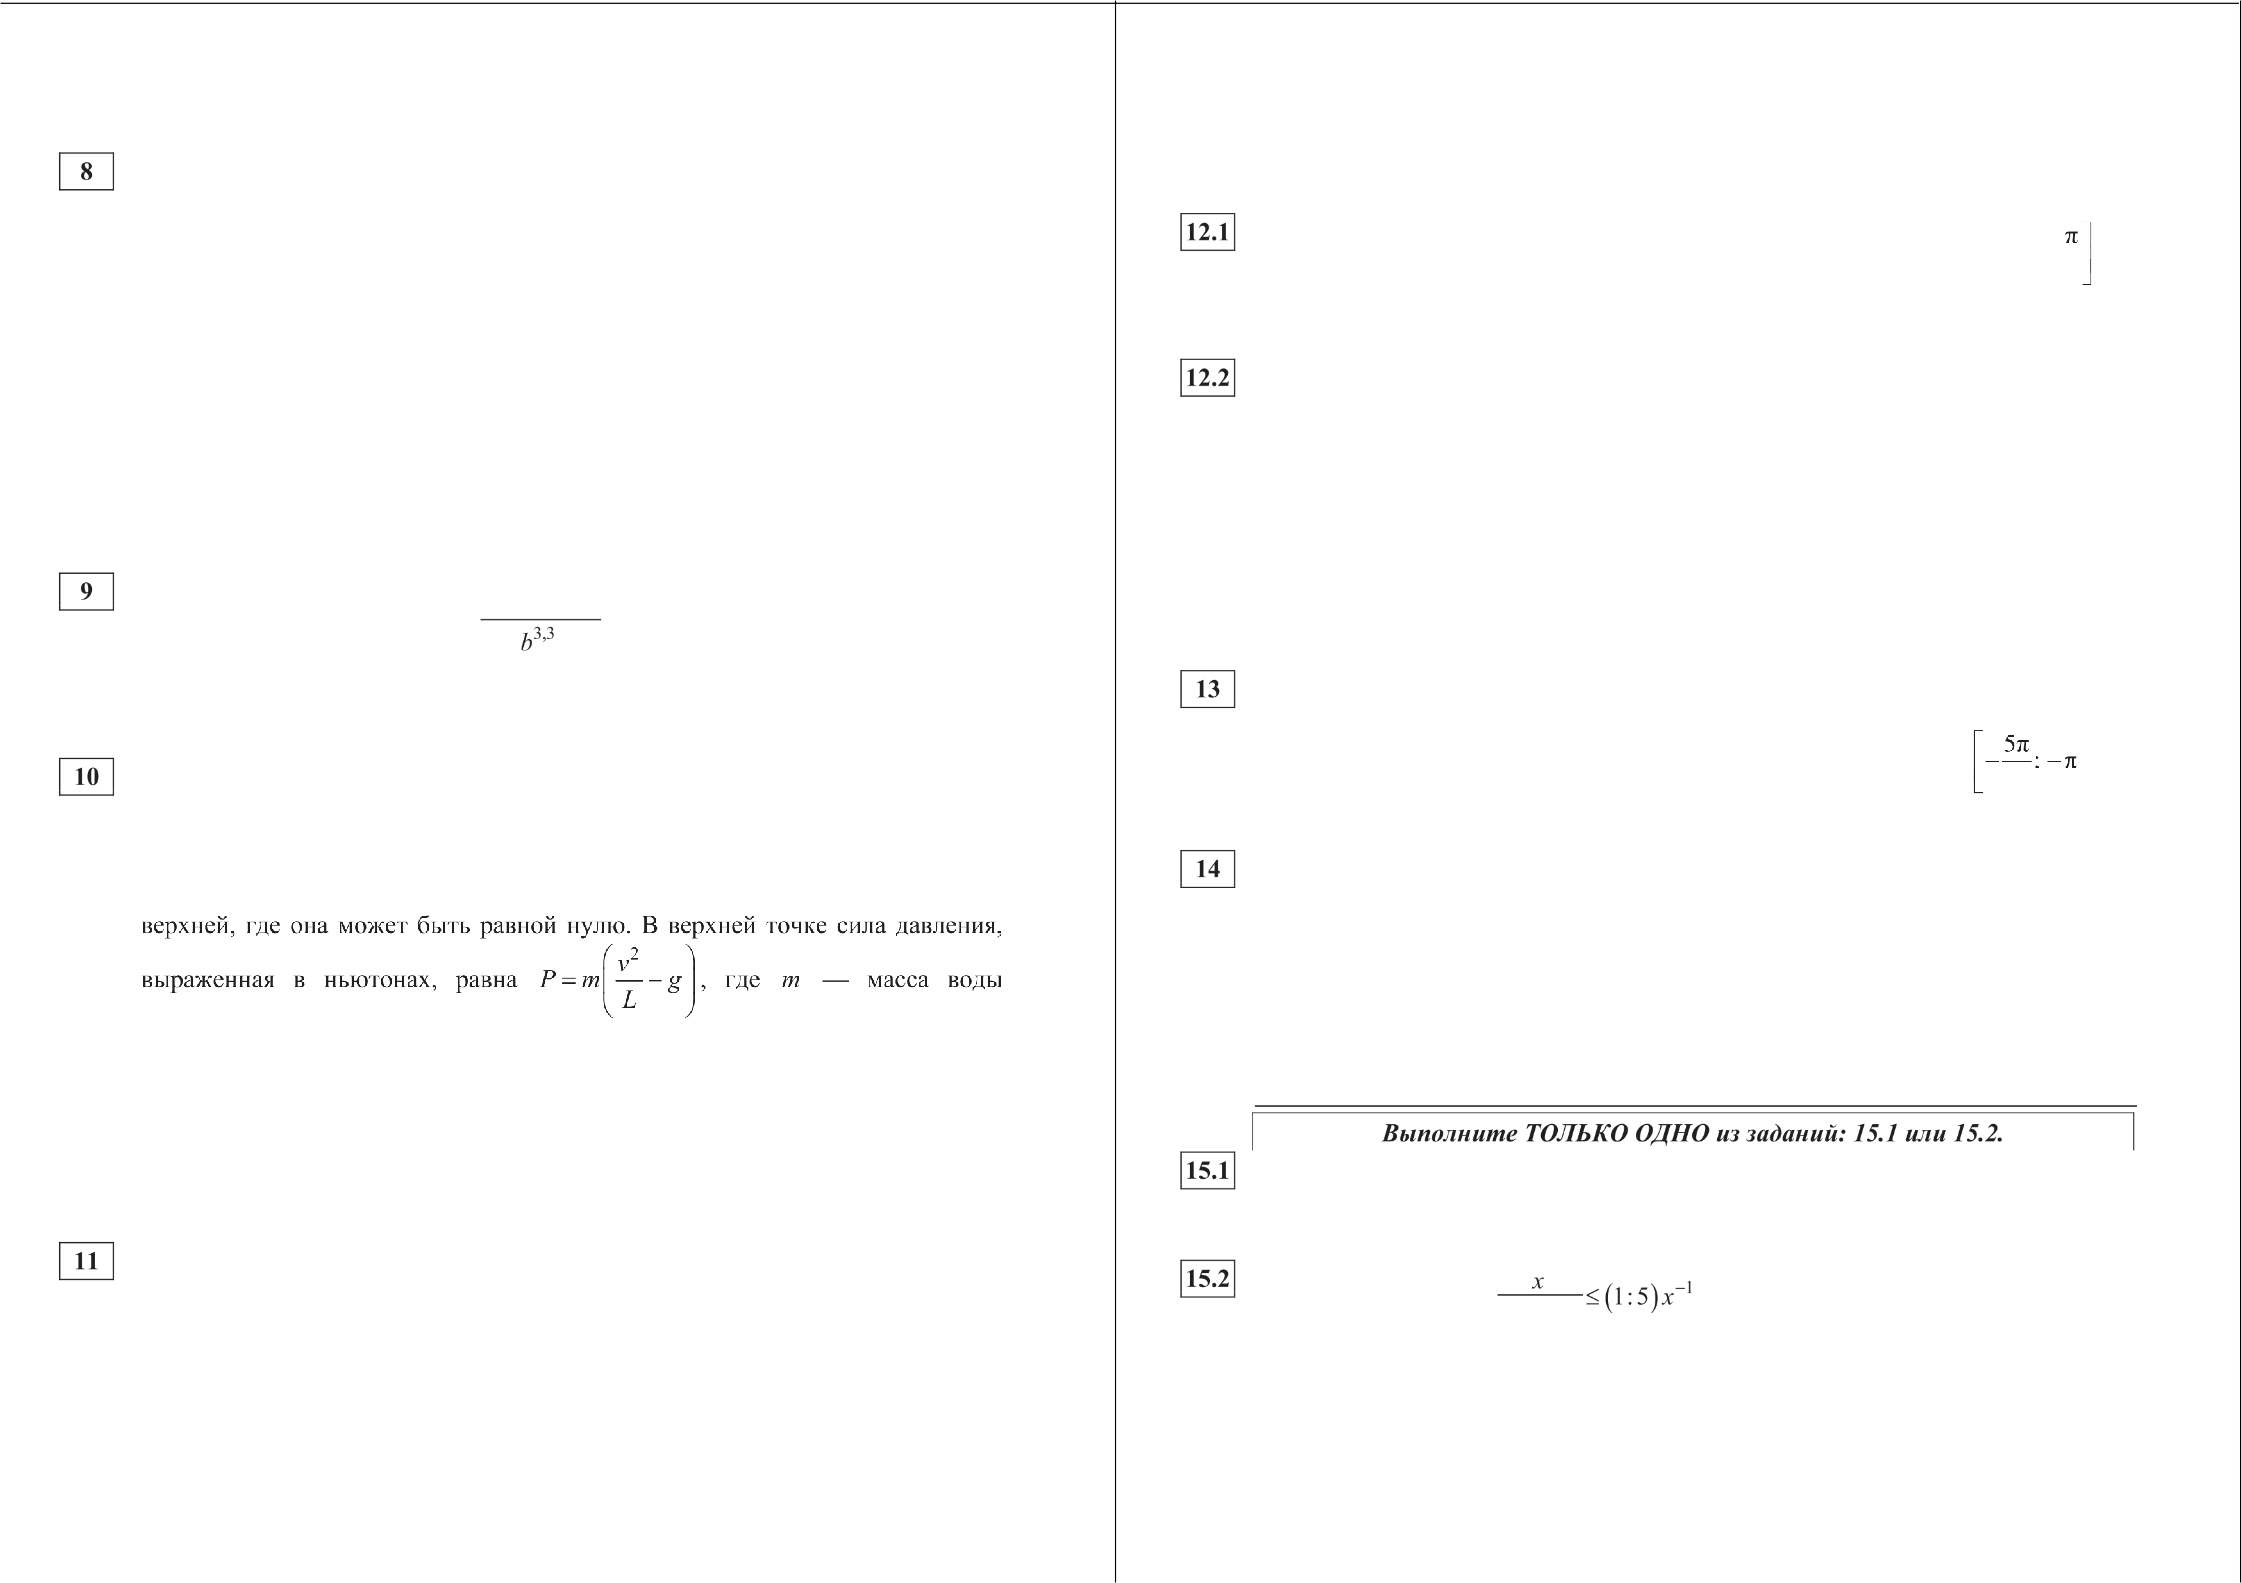 8
9
b^{3,3}
10
верхней, где она может быть равной нулю. В верхней точке сила давления,
выраженная в ньютонах, равна P = m(v^2/L − g), где m — масса воды
11
12.1
π]
12.2
13
[−5π : −π
14
Выполните ТОЛЬКО ОДНО из заданий: 15.1 или 15.2.
15.1
15.2
x
≤ (1:5) x^{−1}